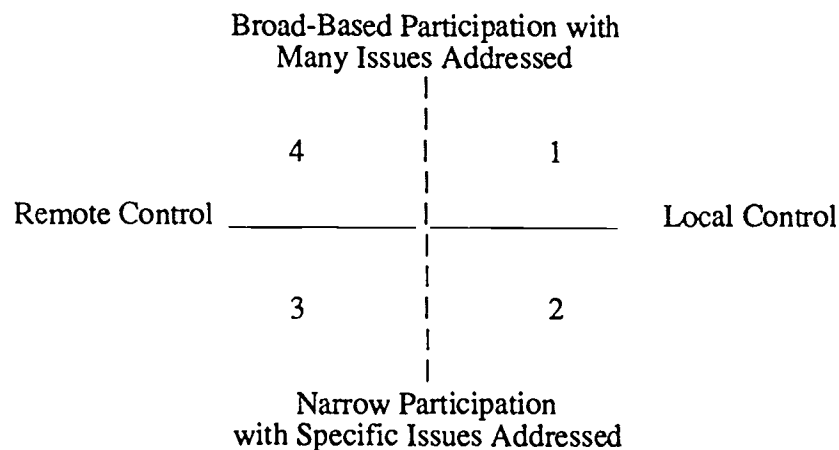 Broad-Based Participation with
Many Issues Addressed
4 1
Remote Control Local Control
3 2
Narrow Participation
with Specific Issues Addressed